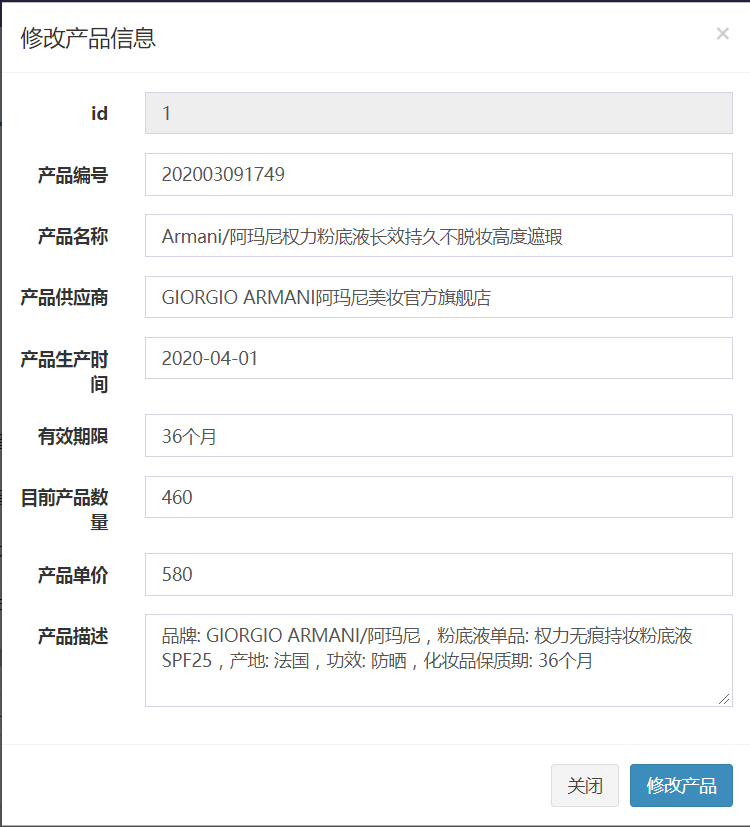 修改产品信息 ×
id 1
产品编号 202003091749
产品名称 Armani/阿玛尼权力粉底液长效持久不脱妆高度遮瑕
产品供应商 GIORGIO ARMANI阿玛尼美妆官方旗舰店
产品生产时 2020-04-01
间
有效期限 36个月
目前产品数 460
量
产品单价 580
产品描述 品牌: GIORGIO ARMANI/阿玛尼，粉底液单品: 权力无痕持妆粉底液
SPF25，产地: 法国，功效: 防晒，化妆品保质期: 36个月
关闭 修改产品